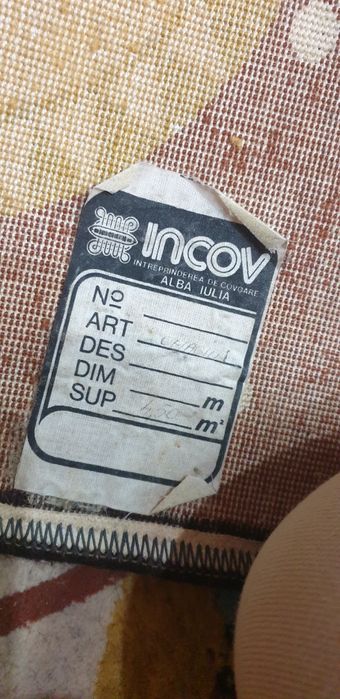 INCOV
INTREPRINDEREA DE COVOARE
ALBA IULIA
Nº
ART
DES
DIM m
SUP m²